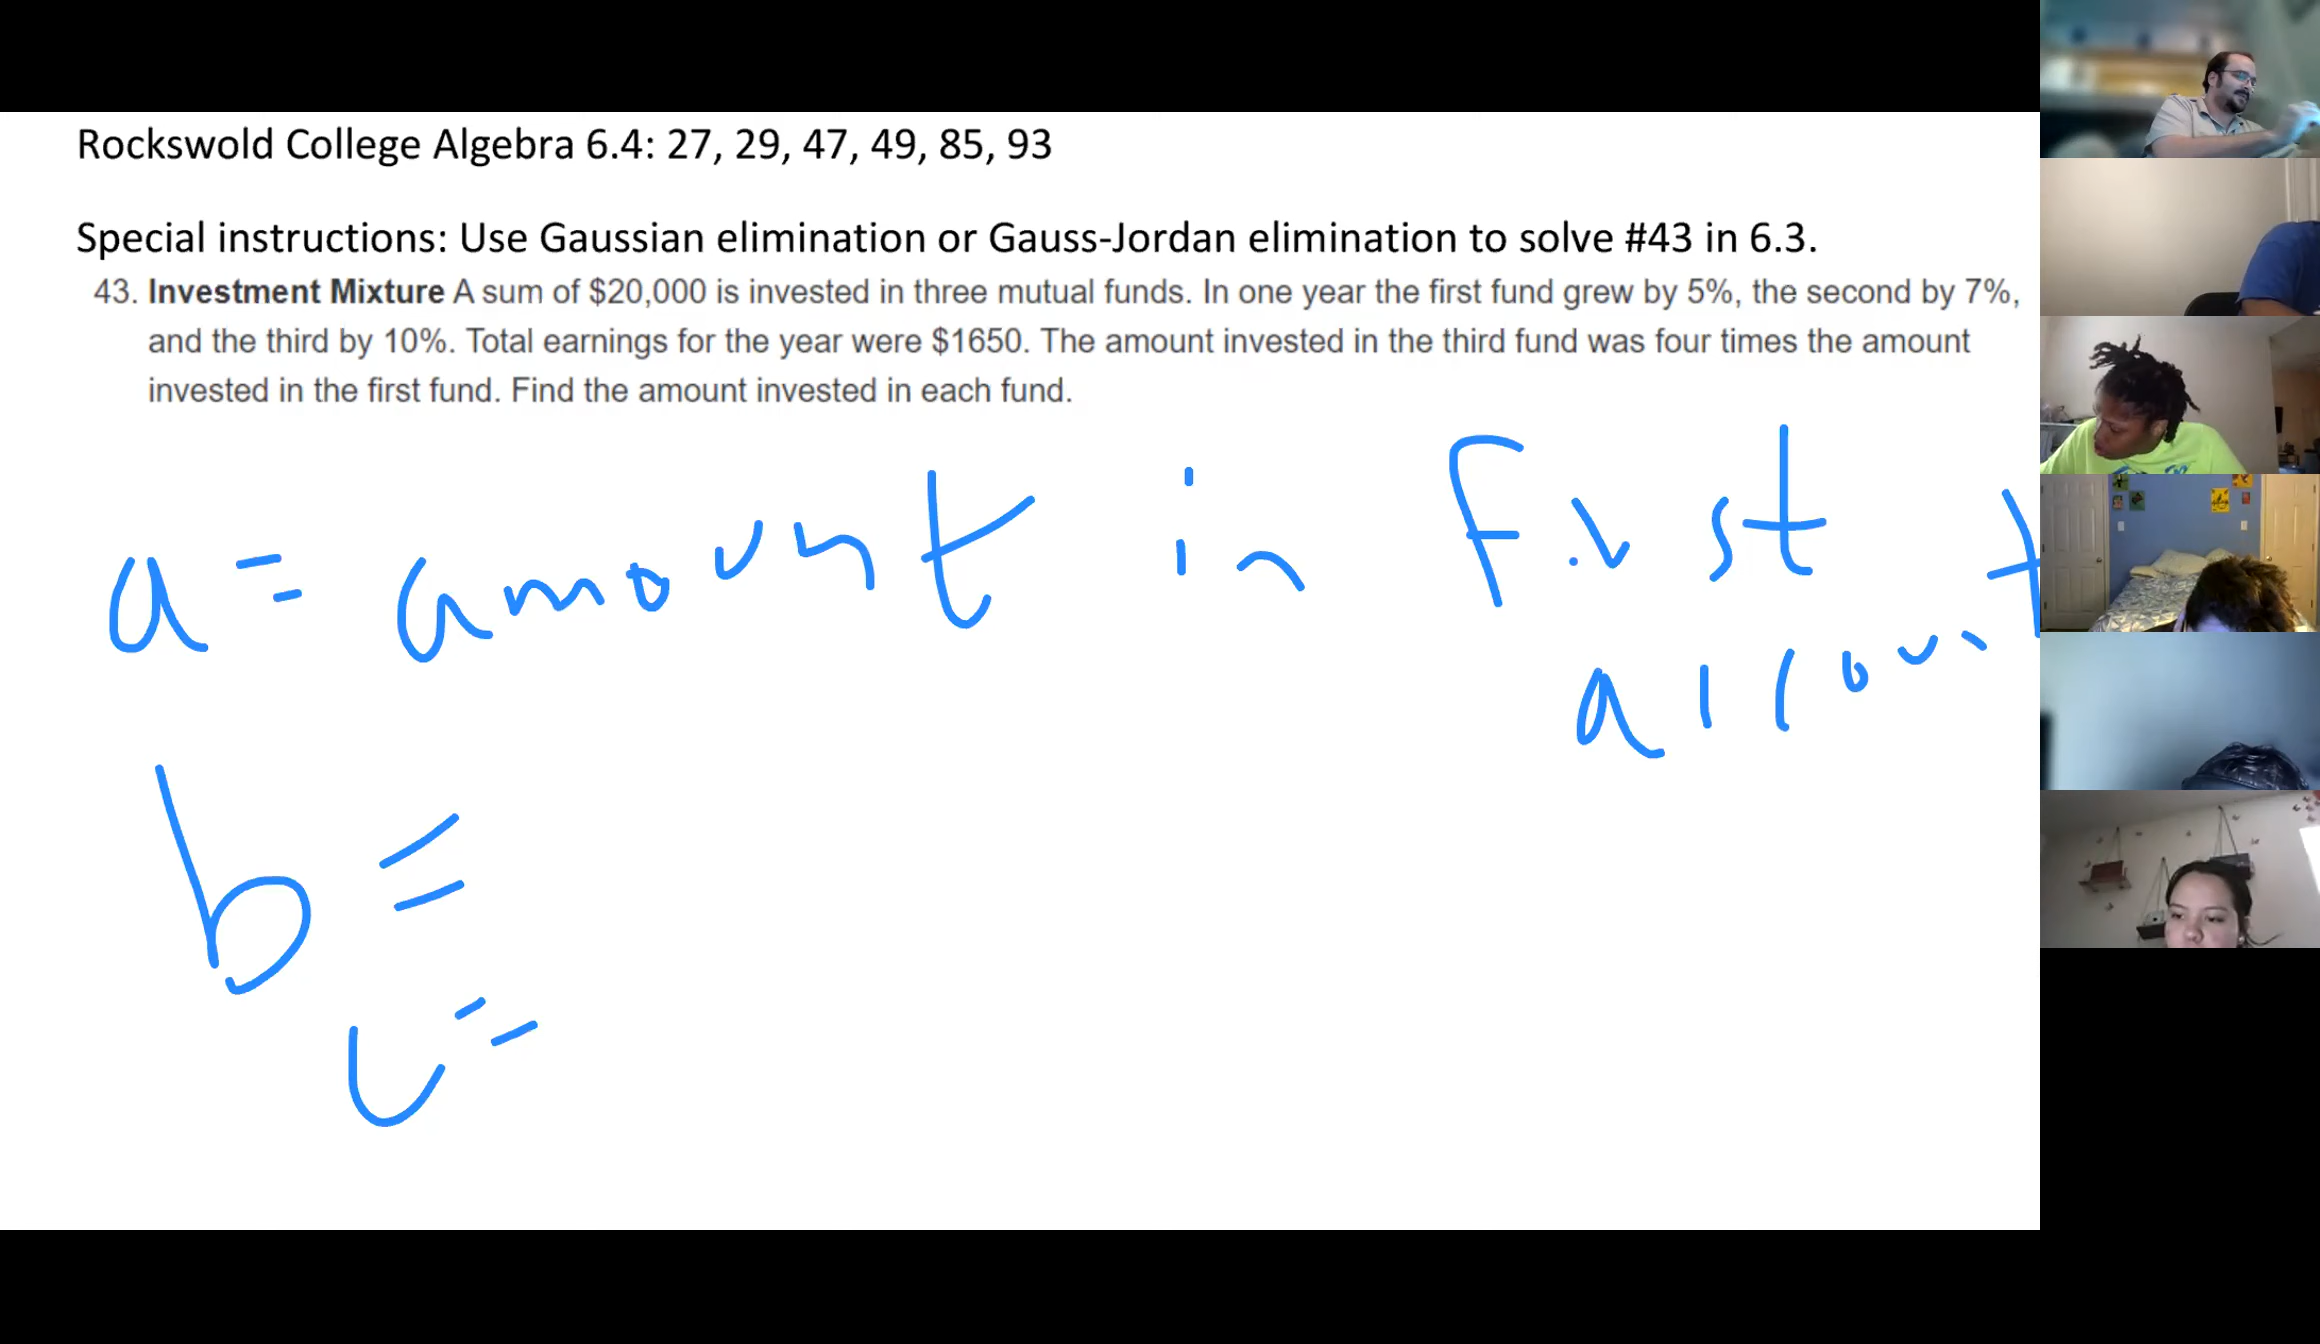 Rockswold College Algebra 6.4: 27, 29, 47, 49, 85, 93
Special instructions: Use Gaussian elimination or Gauss-Jordan elimination to solve #43 in 6.3.
43. Investment Mixture A sum of $20,000 is invested in three mutual funds. In one year the first fund grew by 5%, the second by 7%,
and the third by 10%. Total earnings for the year were $1650. The amount invested in the third fund was four times the amount
invested in the first fund. Find the amount invested in each fund.
a = amount in first
account
b =
c =